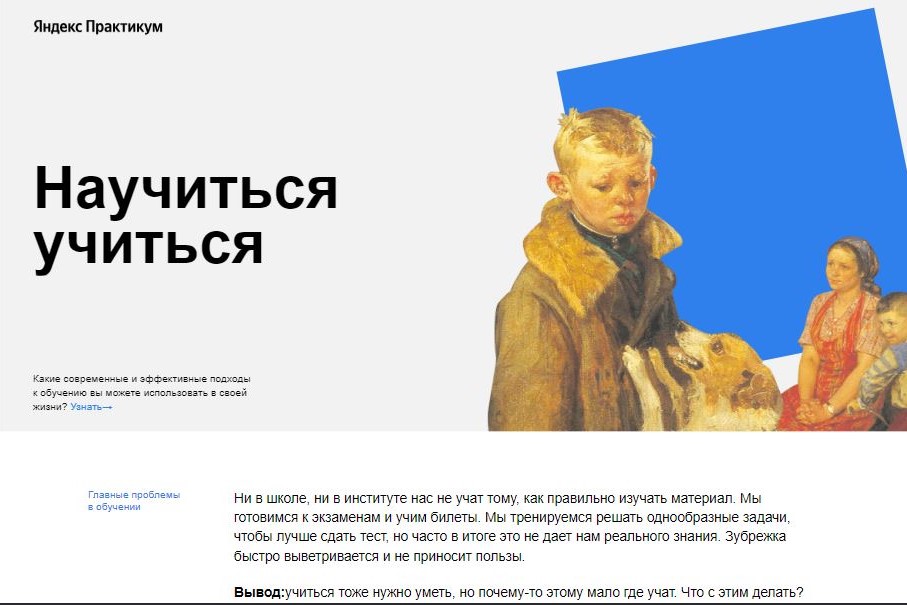 Яндекс Практикум
Научиться
учиться
Какие современные и эффективные подходы
к обучению вы можете использовать в своей
жизни? Узнать→
Главные проблемы
в обучении
Ни в школе, ни в институте нас не учат тому, как правильно изучать материал. Мы
готовимся к экзаменам и учим билеты. Мы тренируемся решать однообразные задачи,
чтобы лучше сдать тест, но часто в итоге это не дает нам реального знания. Зубрежка
быстро выветривается и не приносит пользы.
Вывод:учиться тоже нужно уметь, но почему-то этому мало где учат. Что с этим делать?